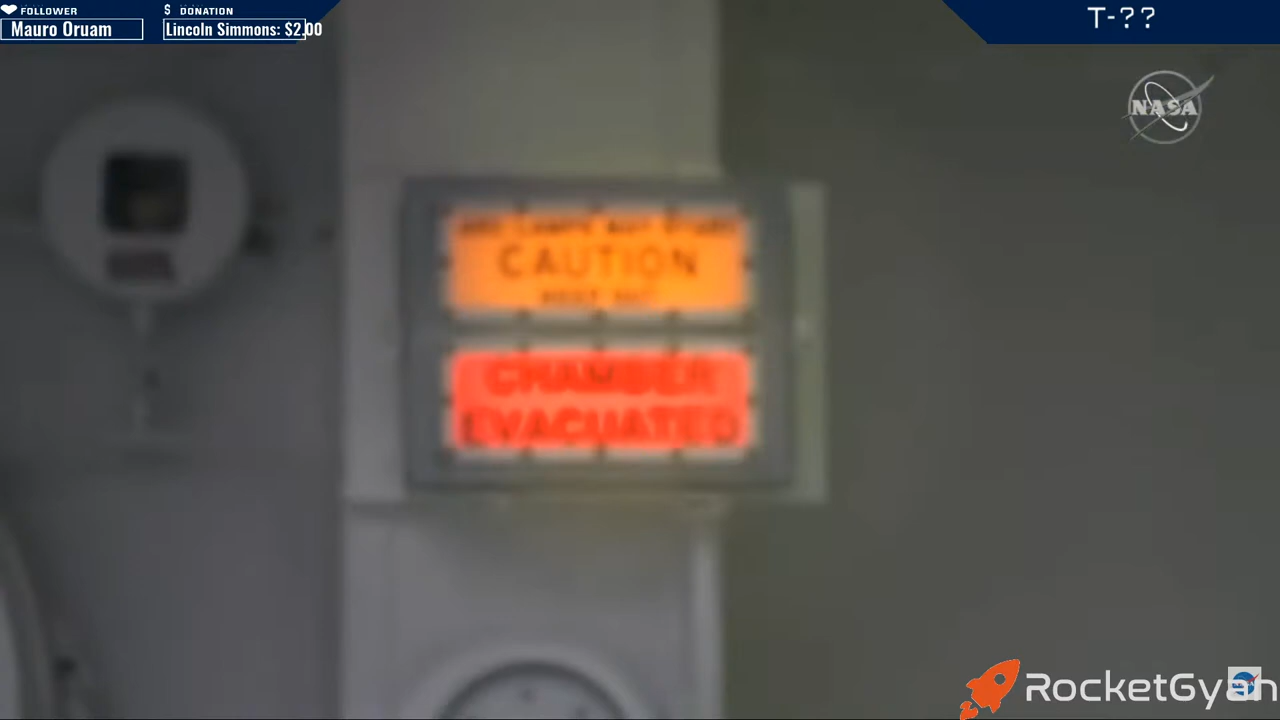 FOLLOWER
Mauro Oruam
$ DONATION
Lincoln Simmons: $2.00
T-??
NASA
CAUTION
CHAMBER
EVACUATED
RocketGyan